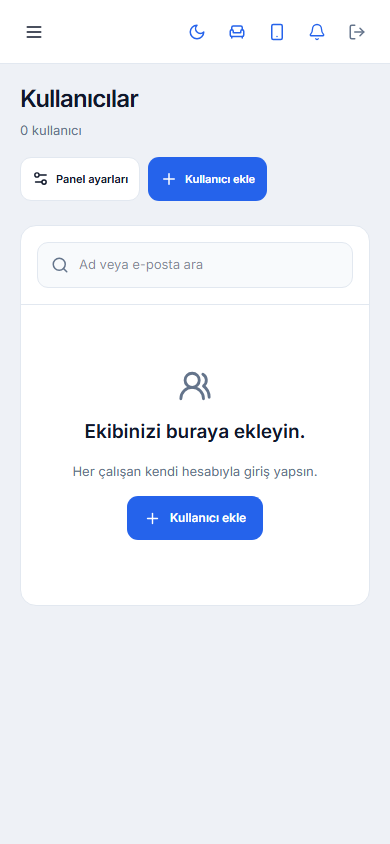 Kullanıcılar
0 kullanıcı
Panel ayarları
Kullanıcı ekle
Ad veya e-posta ara
Ekibinizi buraya ekleyin.
Her çalışan kendi hesabıyla giriş yapsın.
Kullanıcı ekle